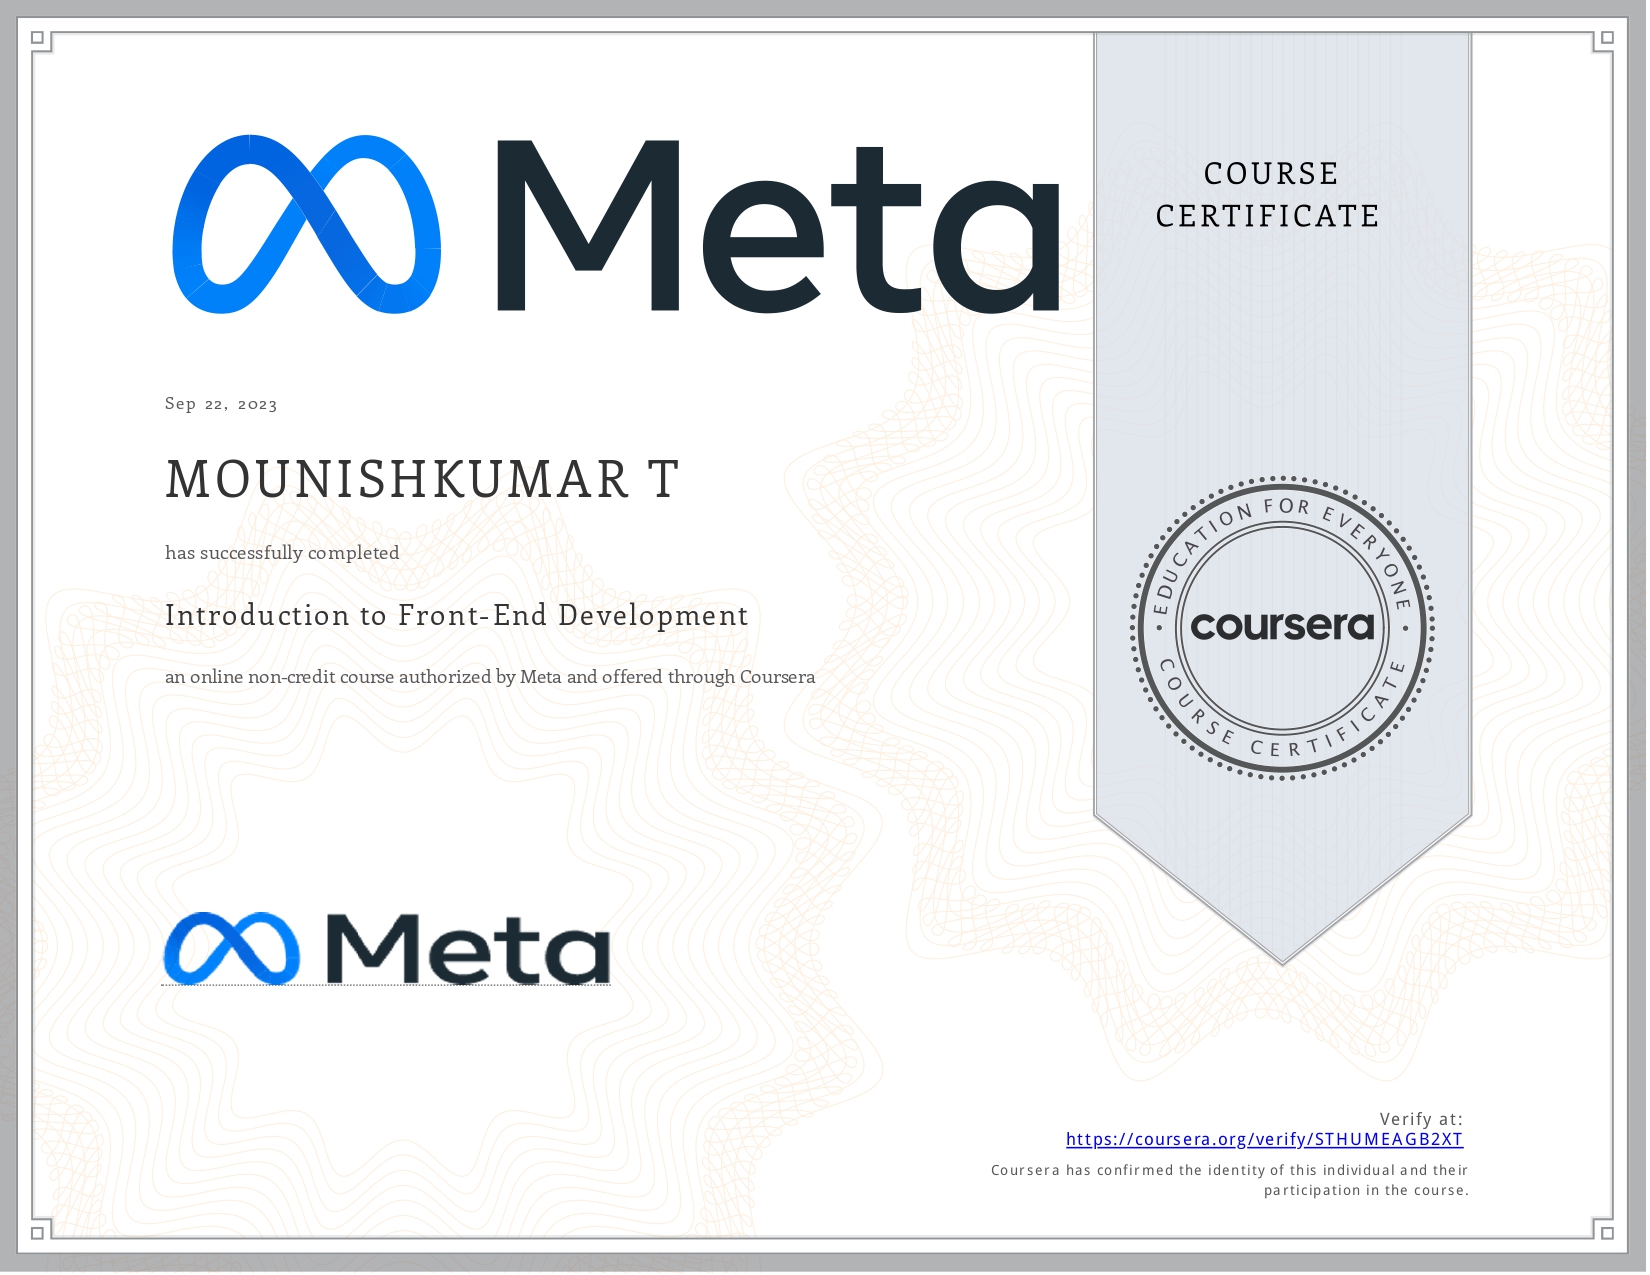 Meta
COURSE
CERTIFICATE
Sep 22, 2023
MOUNISHKUMAR T
has successfully completed
Introduction to Front-End Development
an online non-credit course authorized by Meta and offered through Coursera
• EDUCATION FOR EVERYONE •
coursera
COURSE CERTIFICATE
Meta
Verify at:
https://coursera.org/verify/STHUMEAGB2XT
Coursera has confirmed the identity of this individual and their
participation in the course.